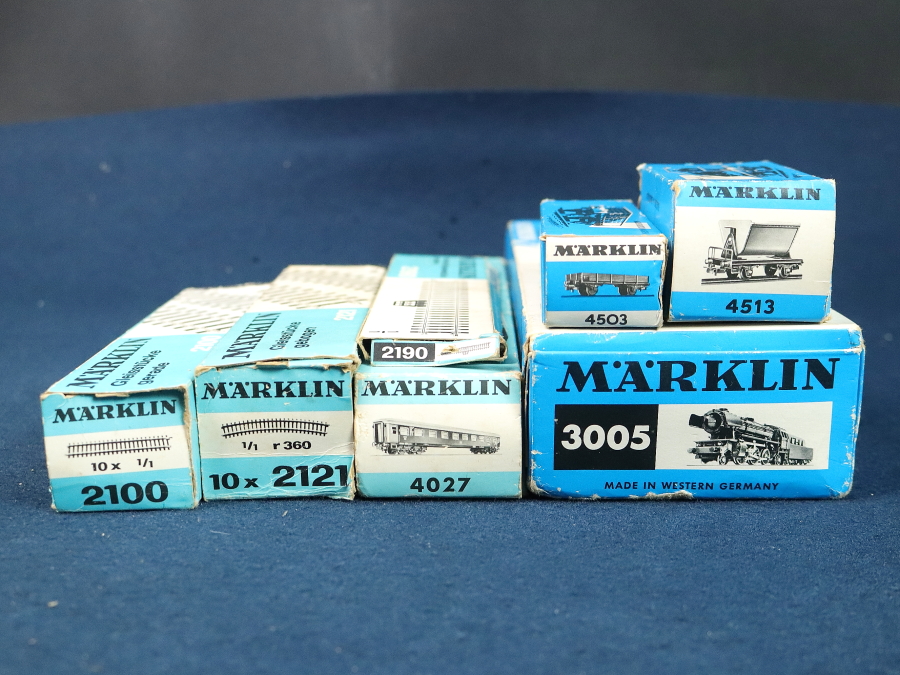 MÄRKLIN
Gleisstücke
gerade
MÄRKLIN
10 x 1/1
2100
MÄRKLIN
Gleisstücke
gebogen
MÄRKLIN
1/1 r 360
10 x 2121
2190
MÄRKLIN
4027
MÄRKLIN
4503
MÄRKLIN
4513
MÄRKLIN
3005
MADE IN WESTERN GERMANY